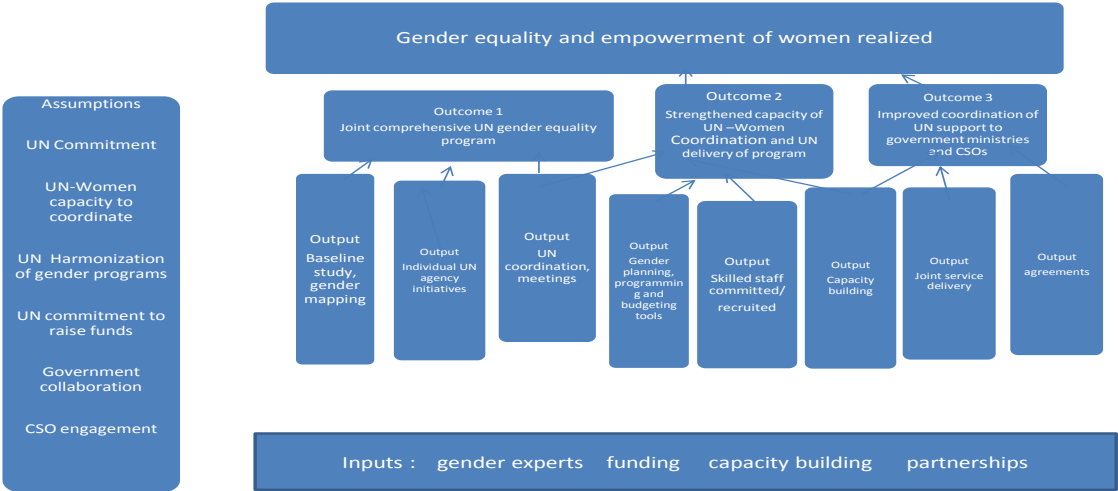 Gender equality and empowerment of women realized
Assumptions
UN Commitment
UN-Women
capacity to
coordinate
UN Harmonization
of gender programs
UN commitment to
raise funds
Government
collaboration
CSO engagement
Outcome 1
Joint comprehensive UN gender equality
program
Outcome 2
Strengthened capacity of
UN –Women
Coordination and UN
delivery of program
Outcome 3
Improved coordination of
UN support to
government ministries
and CSOs
Output
Baseline
study,
gender
mapping
Output
Individual UN
agency
initiatives
Output
UN
coordination,
meetings
Output
Gender
planning,
programmin
g and
budgeting
tools
Output
Skilled staff
committed/
recruited
Output
Capacity
building
Output
Joint service
delivery
Output
agreements
Inputs : gender experts funding capacity building partnerships